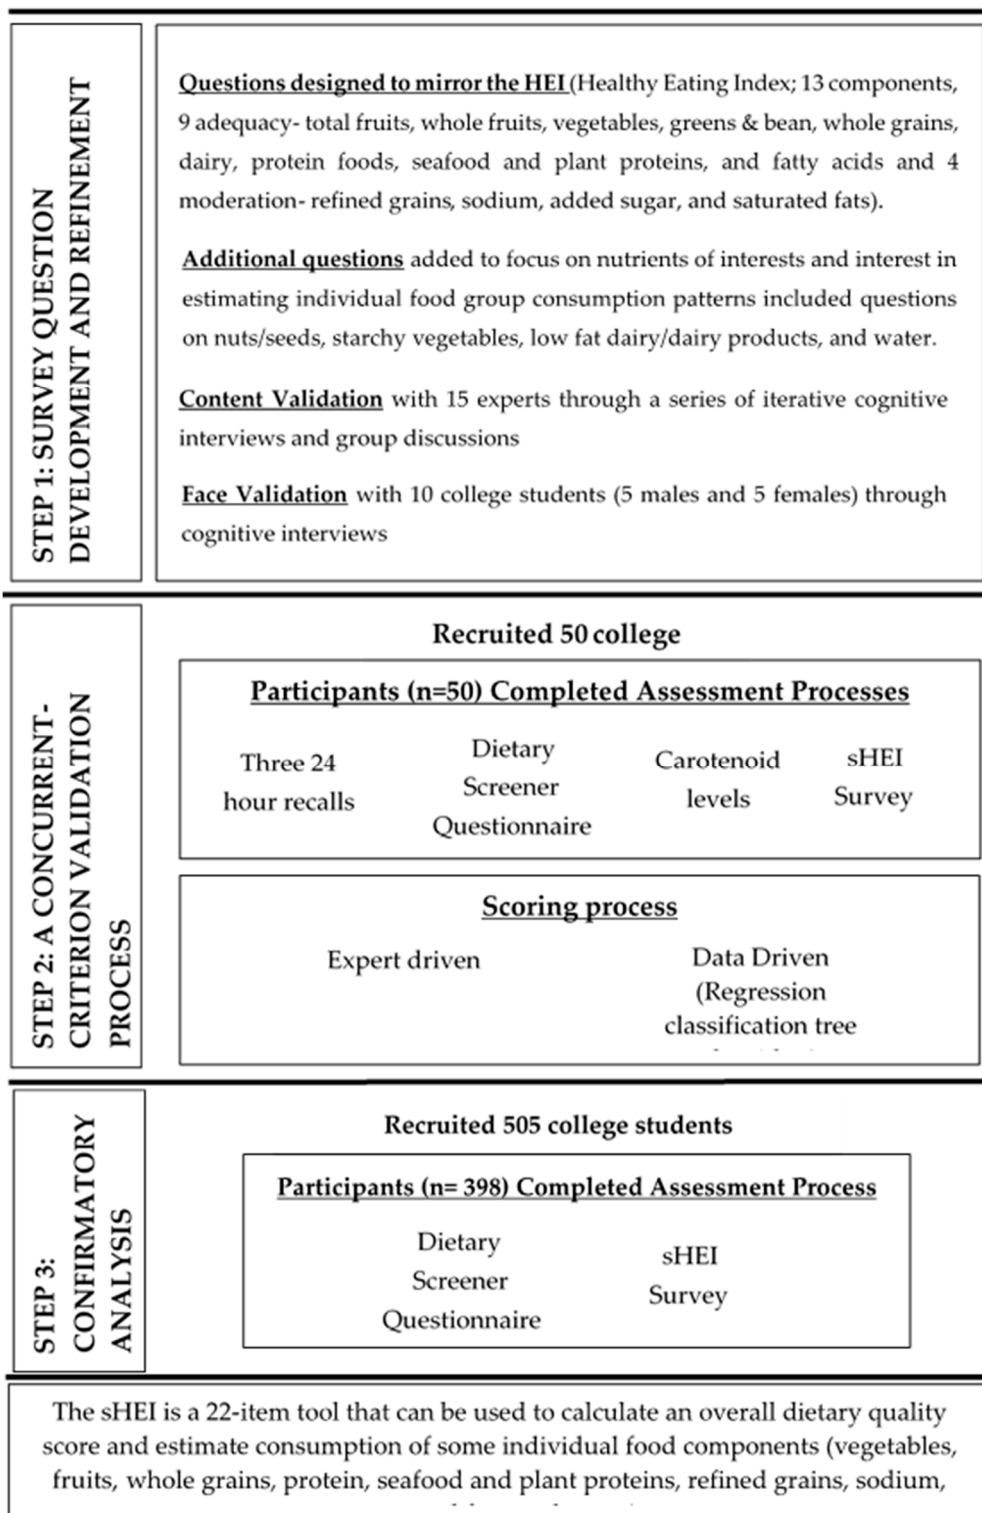 STEP 1: SURVEY QUESTION
DEVELOPMENT AND REFINEMENT
Questions designed to mirror the HEI (Healthy Eating Index; 13 components,
9 adequacy- total fruits, whole fruits, vegetables, greens & bean, whole grains,
dairy, protein foods, seafood and plant proteins, and fatty acids and 4
moderation- refined grains, sodium, added sugar, and saturated fats).
Additional questions added to focus on nutrients of interests and interest in
estimating individual food group consumption patterns included questions
on nuts/seeds, starchy vegetables, low fat dairy/dairy products, and water.
Content Validation with 15 experts through a series of iterative cognitive
interviews and group discussions
Face Validation with 10 college students (5 males and 5 females) through
cognitive interviews
STEP 2: A CONCURRENT-
CRITERION VALIDATION
PROCESS
Recruited 50 college
Participants (n=50) Completed Assessment Processes
Three 24
hour recalls
Dietary
Screener
Questionnaire
Carotenoid
levels
sHEI
Survey
Scoring process
Expert driven
Data Driven
(Regression
classification tree
STEP 3:
CONFIRMATORY
ANALYSIS
Recruited 505 college students
Participants (n= 398) Completed Assessment Process
Dietary
Screener
Questionnaire
sHEI
Survey
The sHEI is a 22-item tool that can be used to calculate an overall dietary quality
score and estimate consumption of some individual food components (vegetables,
fruits, whole grains, protein, seafood and plant proteins, refined grains, sodium,